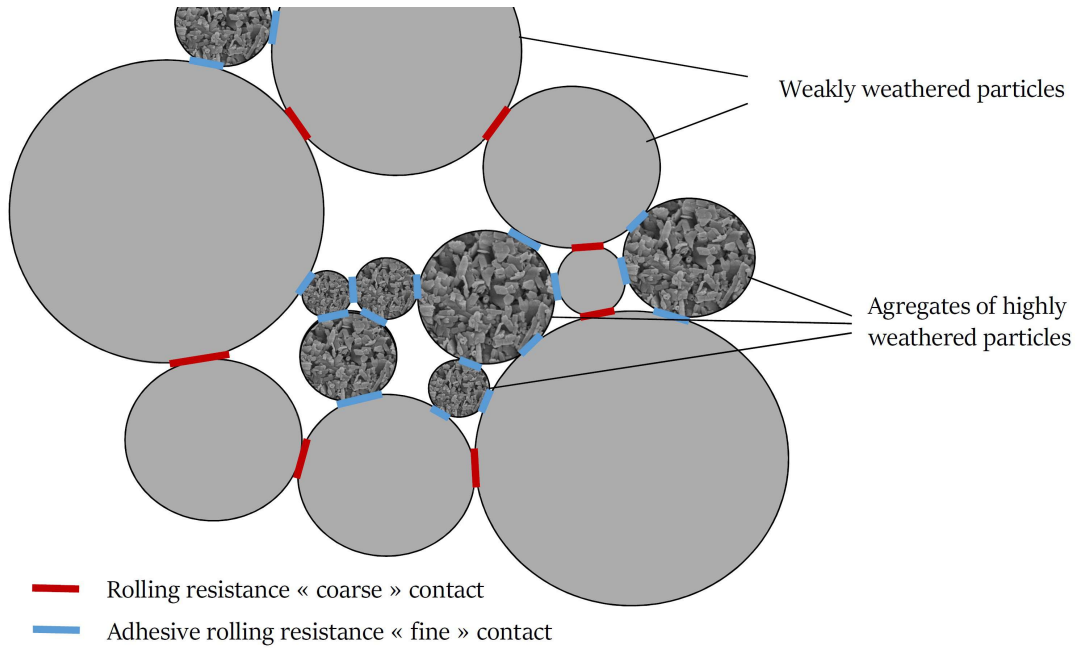 Weakly weathered particles
Agregates of highly
weathered particles
Rolling resistance « coarse » contact
Adhesive rolling resistance « fine » contact